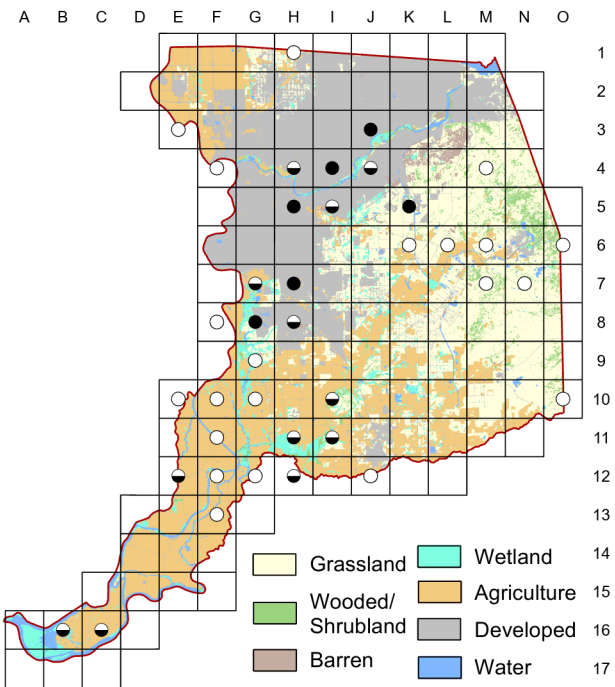 A B C D E F G H I J K L M N O
1
2
3
4
5
6
7
8
9
10
11
12
13
Grassland Wetland 14
Wooded/
Shrubland Agriculture 15
Developed 16
Barren Water 17